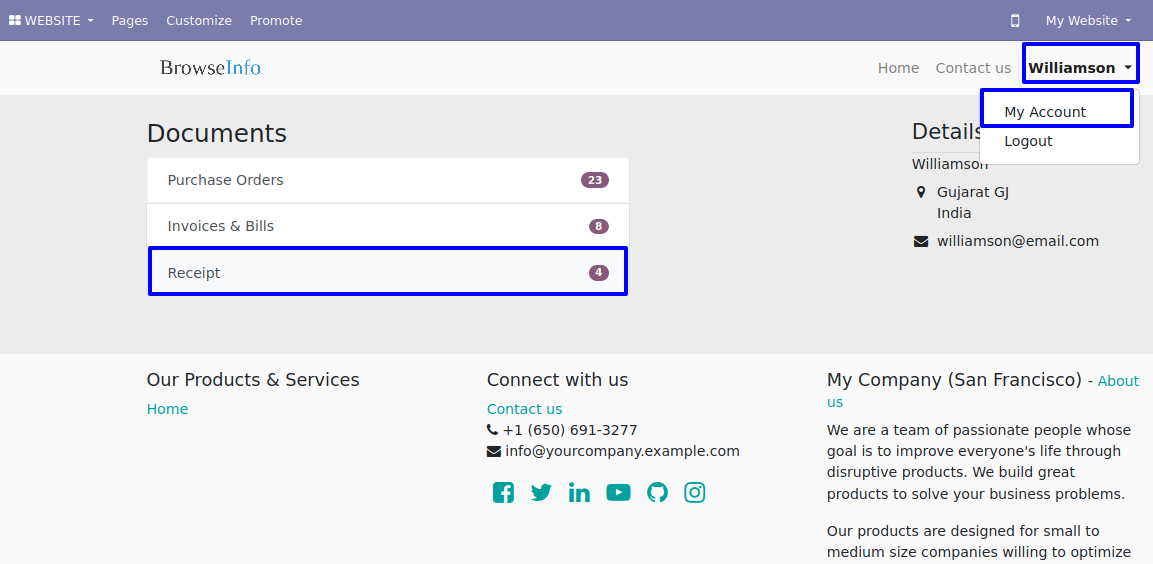 WEBSITE Pages Customize Promote My Website
BrowseInfo Home Contact us Williamson
My Account
Logout
Documents
Purchase Orders 23
Invoices & Bills 8
Receipt 4
Details
Williamson
Gujarat GJ
India
williamson@email.com
Our Products & Services
Home
Connect with us
Contact us
+1 (650) 691-3277
info@yourcompany.example.com
My Company (San Francisco) - About
us
We are a team of passionate people whose
goal is to improve everyone's life through
disruptive products. We build great
products to solve your business problems.
Our products are designed for small to
medium size companies willing to optimize